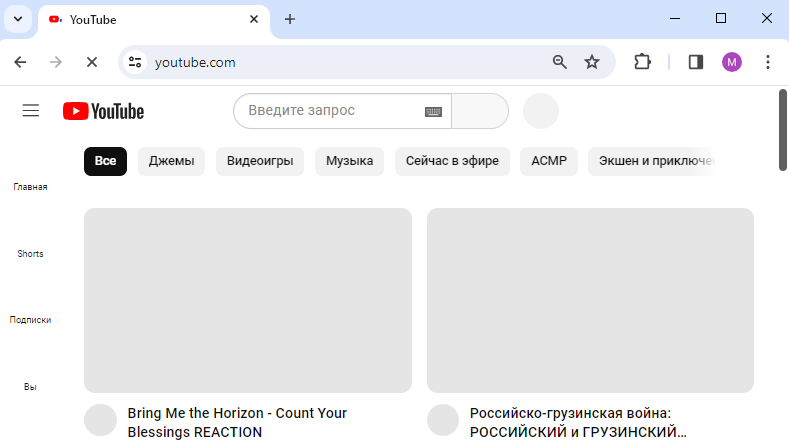 YouTube
youtube.com
M
YouTube
Введите запрос
Все
Джемы
Видеоигры
Музыка
Сейчас в эфире
АСМР
Экшен и приключе
Главная
Shorts
Подписки
Вы
Bring Me the Horizon - Count Your
Blessings REACTION
Российско-грузинская война:
РОССИЙСКИЙ и ГРУЗИНСКИЙ…